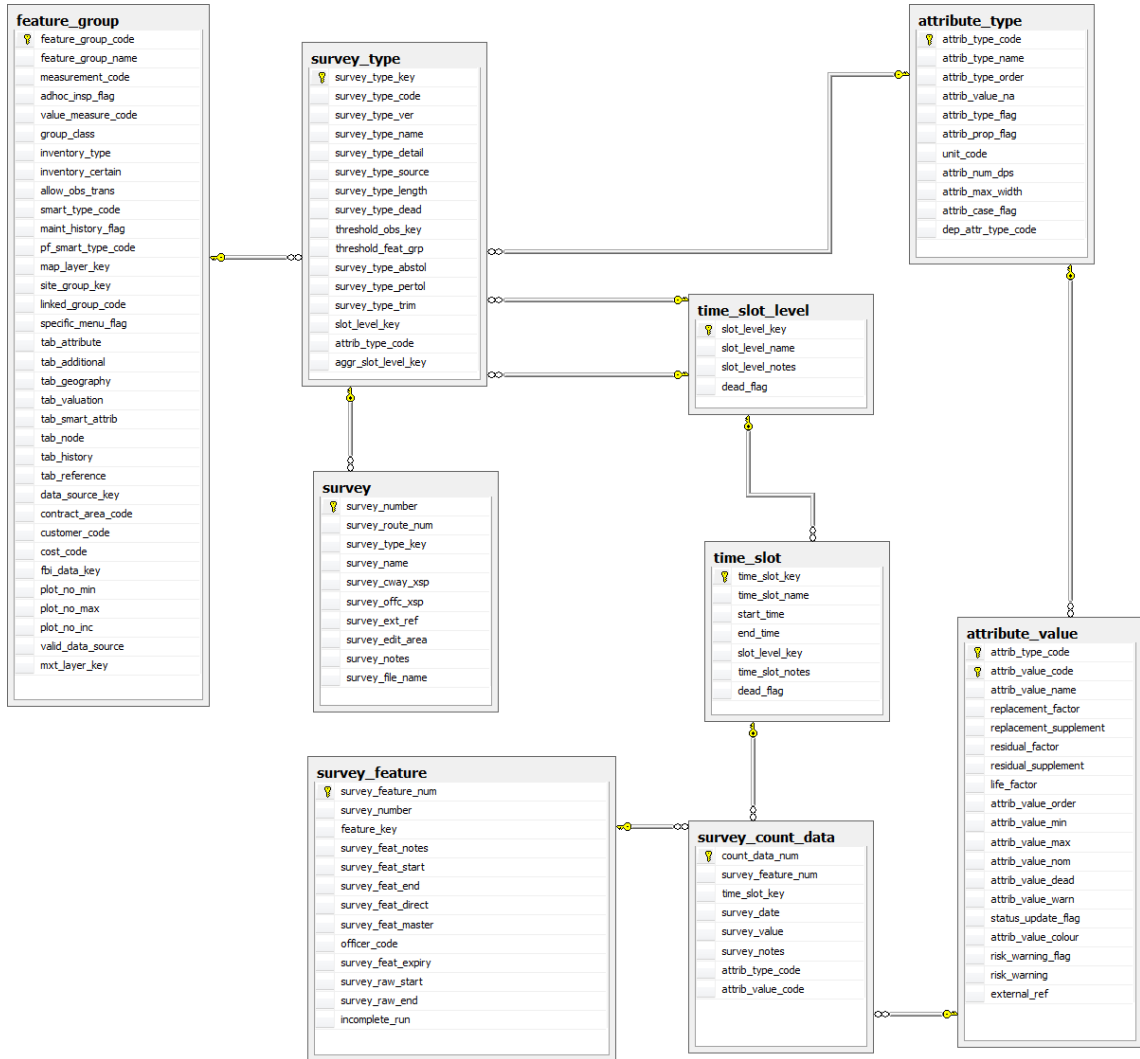 feature_group
feature_group_code
feature_group_name
measurement_code
adhoc_insp_flag
value_measure_code
group_class
inventory_type
inventory_certain
allow_obs_trans
smart_type_code
maint_history_flag
pf_smart_type_code
map_layer_key
site_group_key
linked_group_code
specific_menu_flag
tab_attribute
tab_additional
tab_geography
tab_valuation
tab_smart_attrib
tab_node
tab_history
tab_reference
data_source_key
contract_area_code
customer_code
cost_code
fbi_data_key
plot_no_min
plot_no_max
plot_no_inc
valid_data_source
mxt_layer_key
survey_type
survey_type_key
survey_type_code
survey_type_ver
survey_type_name
survey_type_detail
survey_type_source
survey_type_length
survey_type_dead
threshold_obs_key
threshold_feat_grp
survey_type_abstol
survey_type_pertol
survey_type_trim
slot_level_key
attrib_type_code
aggr_slot_level_key
attribute_type
attrib_type_code
attrib_type_name
attrib_type_order
attrib_value_na
attrib_type_flag
attrib_prop_flag
unit_code
attrib_num_dps
attrib_max_width
attrib_case_flag
dep_attr_type_code
time_slot_level
slot_level_key
slot_level_name
slot_level_notes
dead_flag
survey
survey_number
survey_route_num
survey_type_key
survey_name
survey_cway_xsp
survey_offc_xsp
survey_ext_ref
survey_edit_area
survey_notes
survey_file_name
time_slot
time_slot_key
time_slot_name
start_time
end_time
slot_level_key
time_slot_notes
dead_flag
attribute_value
attrib_type_code
attrib_value_code
attrib_value_name
replacement_factor
replacement_supplement
residual_factor
residual_supplement
life_factor
attrib_value_order
attrib_value_min
attrib_value_max
attrib_value_nom
attrib_value_dead
attrib_value_warn
status_update_flag
attrib_value_colour
risk_warning_flag
risk_warning
external_ref
survey_feature
survey_feature_num
survey_number
feature_key
survey_feat_notes
survey_feat_start
survey_feat_end
survey_feat_direct
survey_feat_master
officer_code
survey_feat_expiry
survey_raw_start
survey_raw_end
incomplete_run
survey_count_data
count_data_num
survey_feature_num
time_slot_key
survey_date
survey_value
survey_notes
attrib_type_code
attrib_value_code